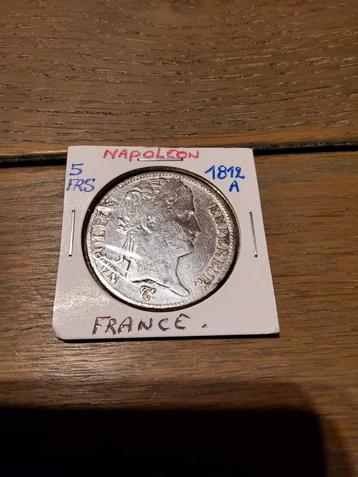 NAPOLEON
5 FRS
1812 A
NAPOLEON EMPEREUR.
FRANCE.